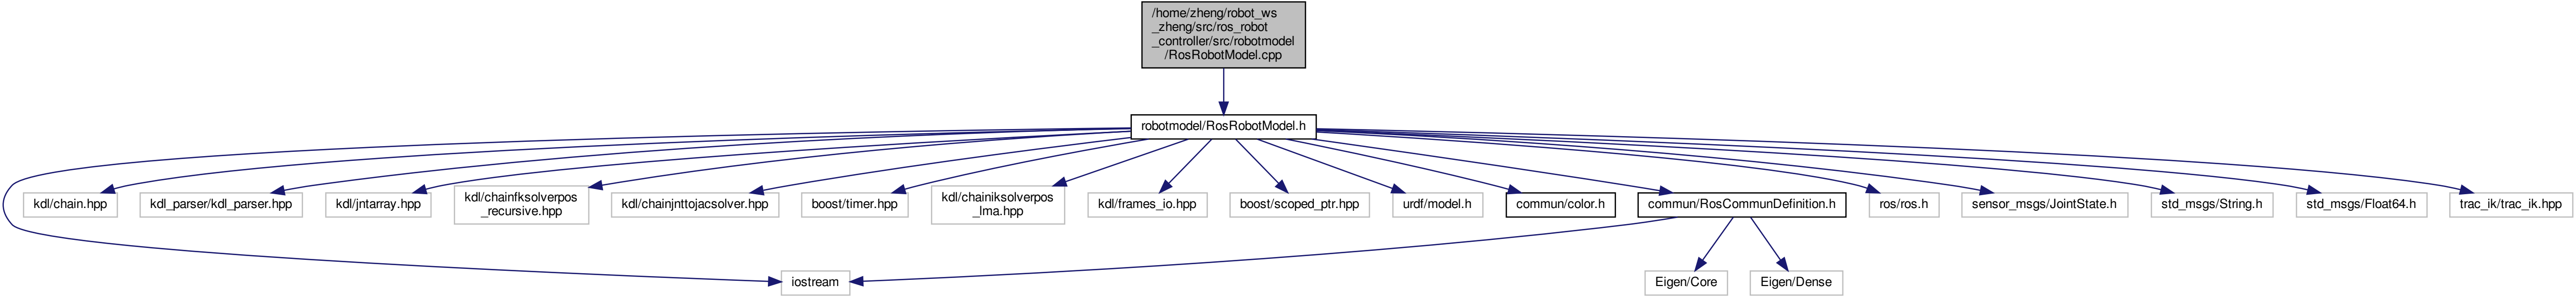 /home/zheng/robot_ws
_zheng/src/ros_robot
_controller/src/robotmodel
/RosRobotModel.cpp
robotmodel/RosRobotModel.h
kdl/chain.hpp
kdl_parser/kdl_parser.hpp
kdl/jntarray.hpp
kdl/chainfksolverpos
_recursive.hpp
kdl/chainjnttojacsolver.hpp
boost/timer.hpp
kdl/chainiksolverpos
_lma.hpp
kdl/frames_io.hpp
boost/scoped_ptr.hpp
urdf/model.h
commun/color.h
commun/RosCommunDefinition.h
ros/ros.h
sensor_msgs/JointState.h
std_msgs/String.h
std_msgs/Float64.h
trac_ik/trac_ik.hpp
iostream
Eigen/Core
Eigen/Dense